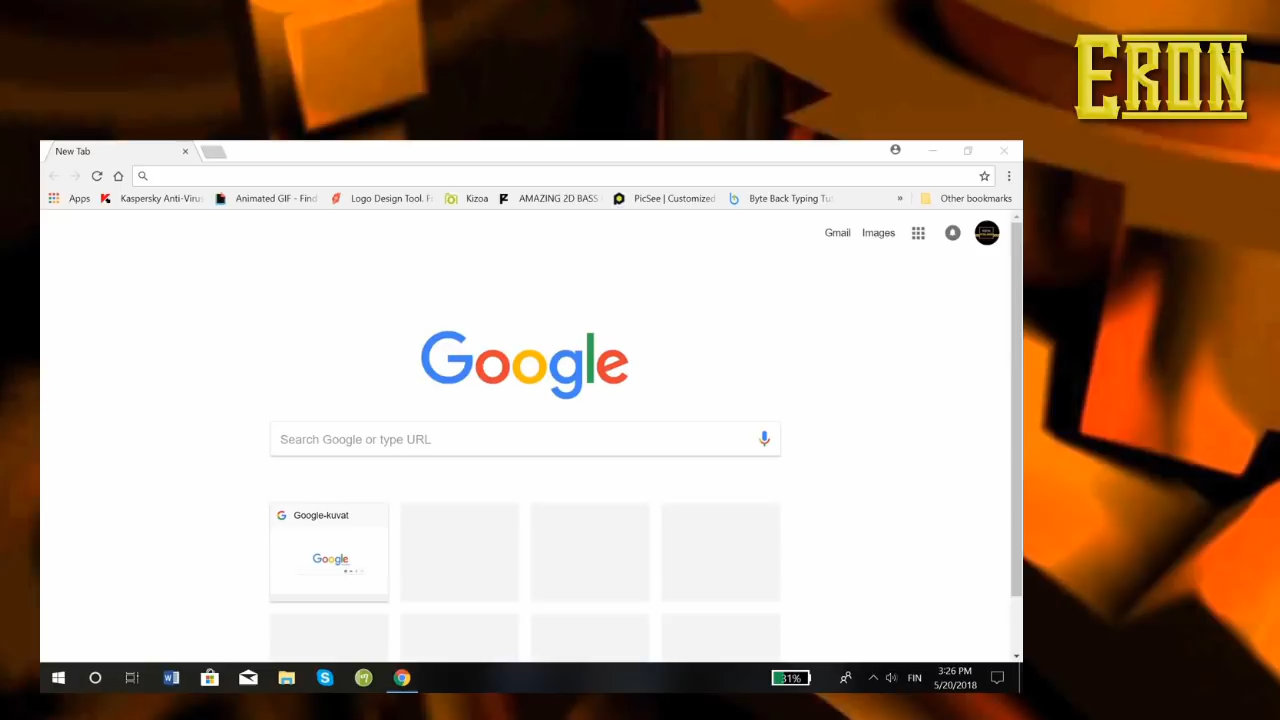 ERON
New Tab
Apps
Kaspersky Anti-Viru
Animated GIF - Find
Logo Design Tool. F
Kizoa
AMAZING 2D BASS
PicSee | Customized
Byte Back Typing Tu
»
Other bookmarks
Gmail
Images
Google
Search Google or type URL
Google-kuvat
Google
31%
FIN
3:26 PM
5/20/2018